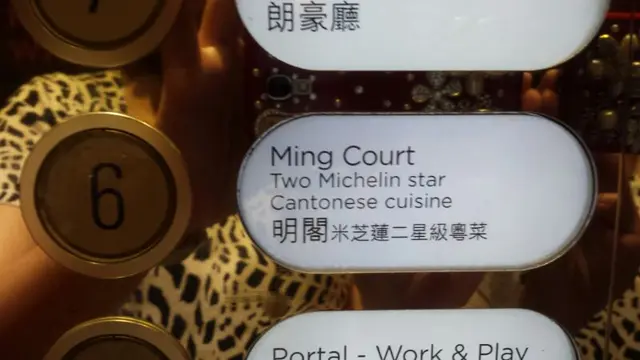 朗豪廳
6
Ming Court
Two Michelin star
Cantonese cuisine
明閣米芝蓮二星級粵菜
Portal - Work & Play